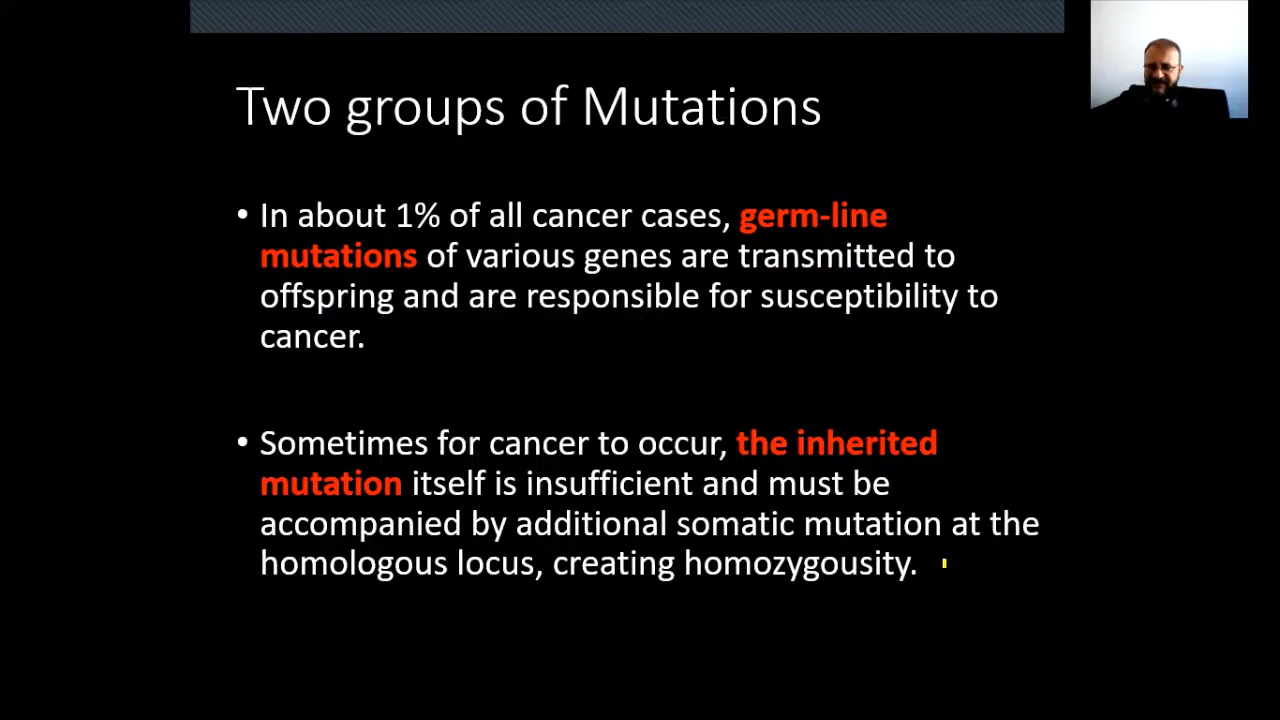 Two groups of Mutations
• In about 1% of all cancer cases, germ-line
mutations of various genes are transmitted to
offspring and are responsible for susceptibility to
cancer.
• Sometimes for cancer to occur, the inherited
mutation itself is insufficient and must be
accompanied by additional somatic mutation at the
homologous locus, creating homozygousity.